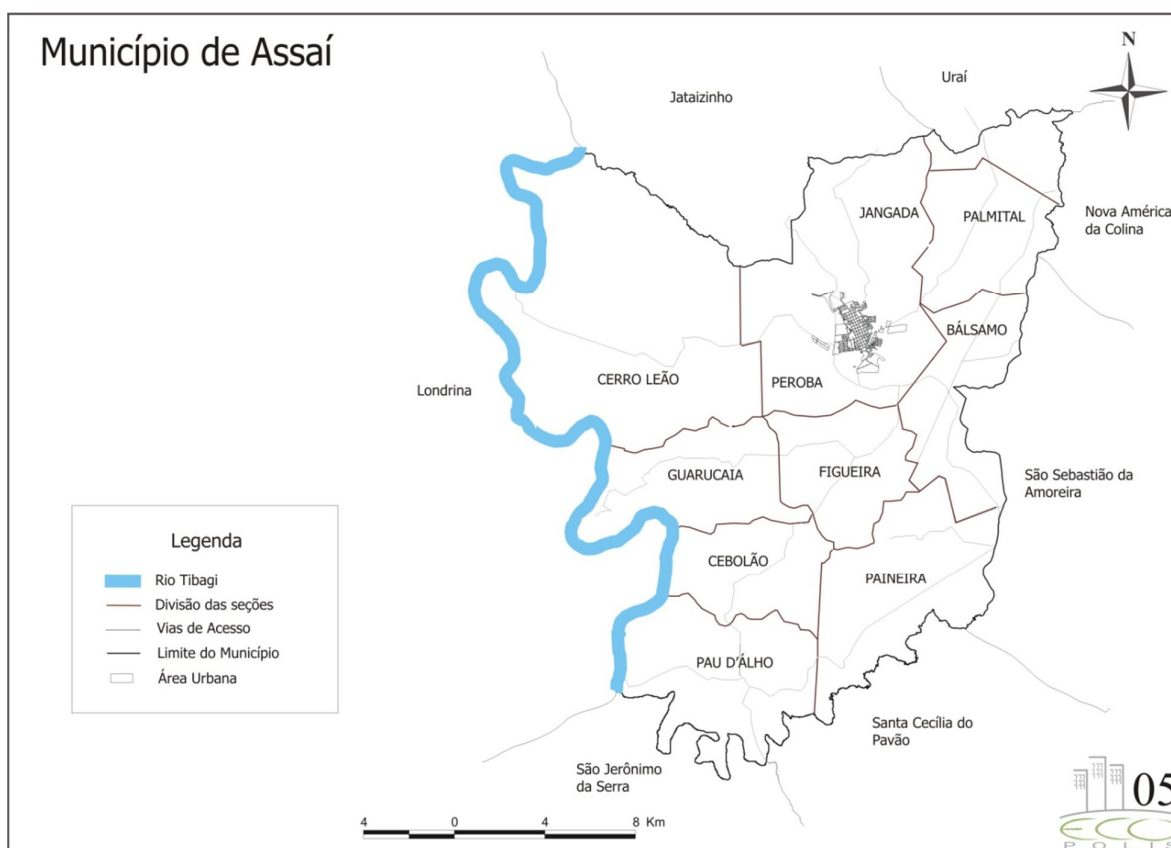 Município de Assaí
N
Uraí
Jataizinho
JANGADA
PALMITAL
Nova América
da Colina
BÁLSAMO
CERRO LEÃO
PEROBA
Londrina
GUARUCAIA
FIGUEIRA
São Sebastião da
Amoreira
CEBOLÃO
PAINEIRA
PAU D'ÁLHO
Santa Cecília do
Pavão
São Jerônimo
da Serra
Legenda
Rio Tibagi
Divisão das seções
Vias de Acesso
Limite do Município
Área Urbana
4 0 4 8 Km
05
ECO
POLIS